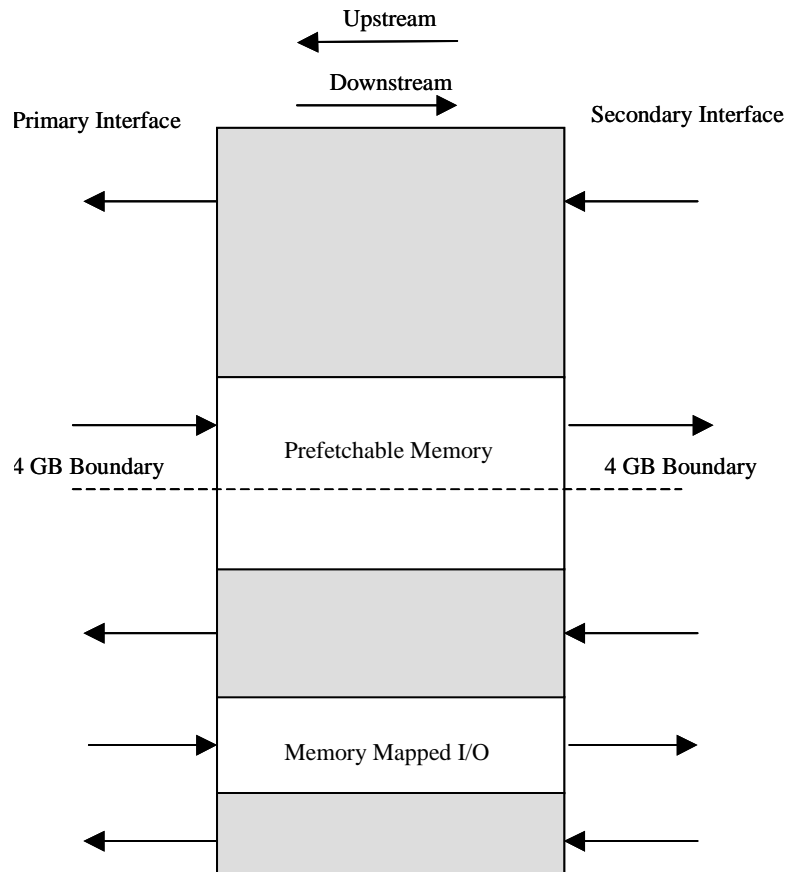 Upstream
Downstream
Primary Interface
Secondary Interface
Prefetchable Memory
4 GB Boundary
4 GB Boundary
Memory Mapped I/O